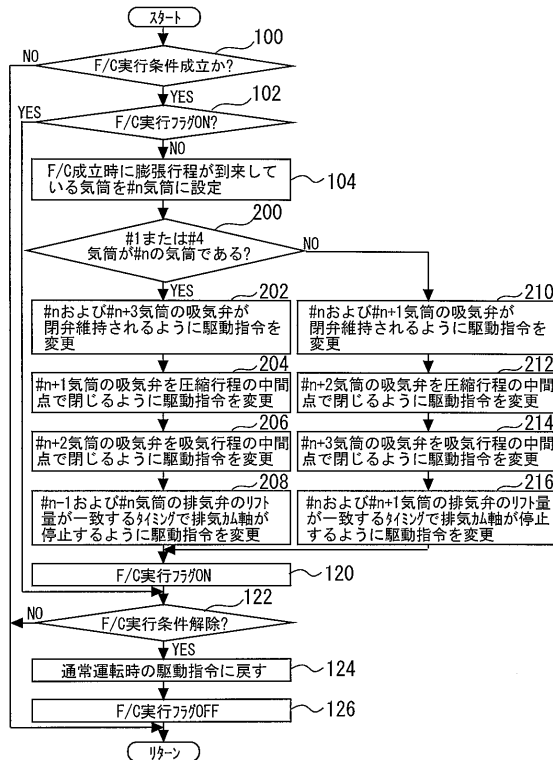 スタート
100
F/C実行条件成立か?
NO
YES
102
F/C実行フラグON?
YES
NO
F/C成立時に膨張行程が到来して
いる気筒を#n気筒に設定
104
200
#1または#4
気筒が#nの気筒である?
NO
YES
202
#nおよび#n+3気筒の吸気弁が
閉弁維持されるように駆動指令を
変更
210
#nおよび#n+1気筒の吸気弁が
閉弁維持されるように駆動指令を
変更
204
#n+1気筒の吸気弁を圧縮行程の中間
点で閉じるように駆動指令を変更
212
#n+2気筒の吸気弁を圧縮行程の中間
点で閉じるように駆動指令を変更
206
#n+2気筒の吸気弁を吸気行程の中間
点で閉じるように駆動指令を変更
214
#n+3気筒の吸気弁を吸気行程の中間
点で閉じるように駆動指令を変更
208
#n-1および#n気筒の排気弁のリフト
量が一致するタイミングで排気カム軸が
停止するように駆動指令を変更
216
#nおよび#n+1気筒の排気弁のリフト量
が一致するタイミングで排気カム軸が停止
するように駆動指令を変更
F/C実行フラグON
120
122
NO
F/C実行条件解除?
YES
通常運転時の駆動指令に戻す
124
F/C実行フラグOFF
126
リターン